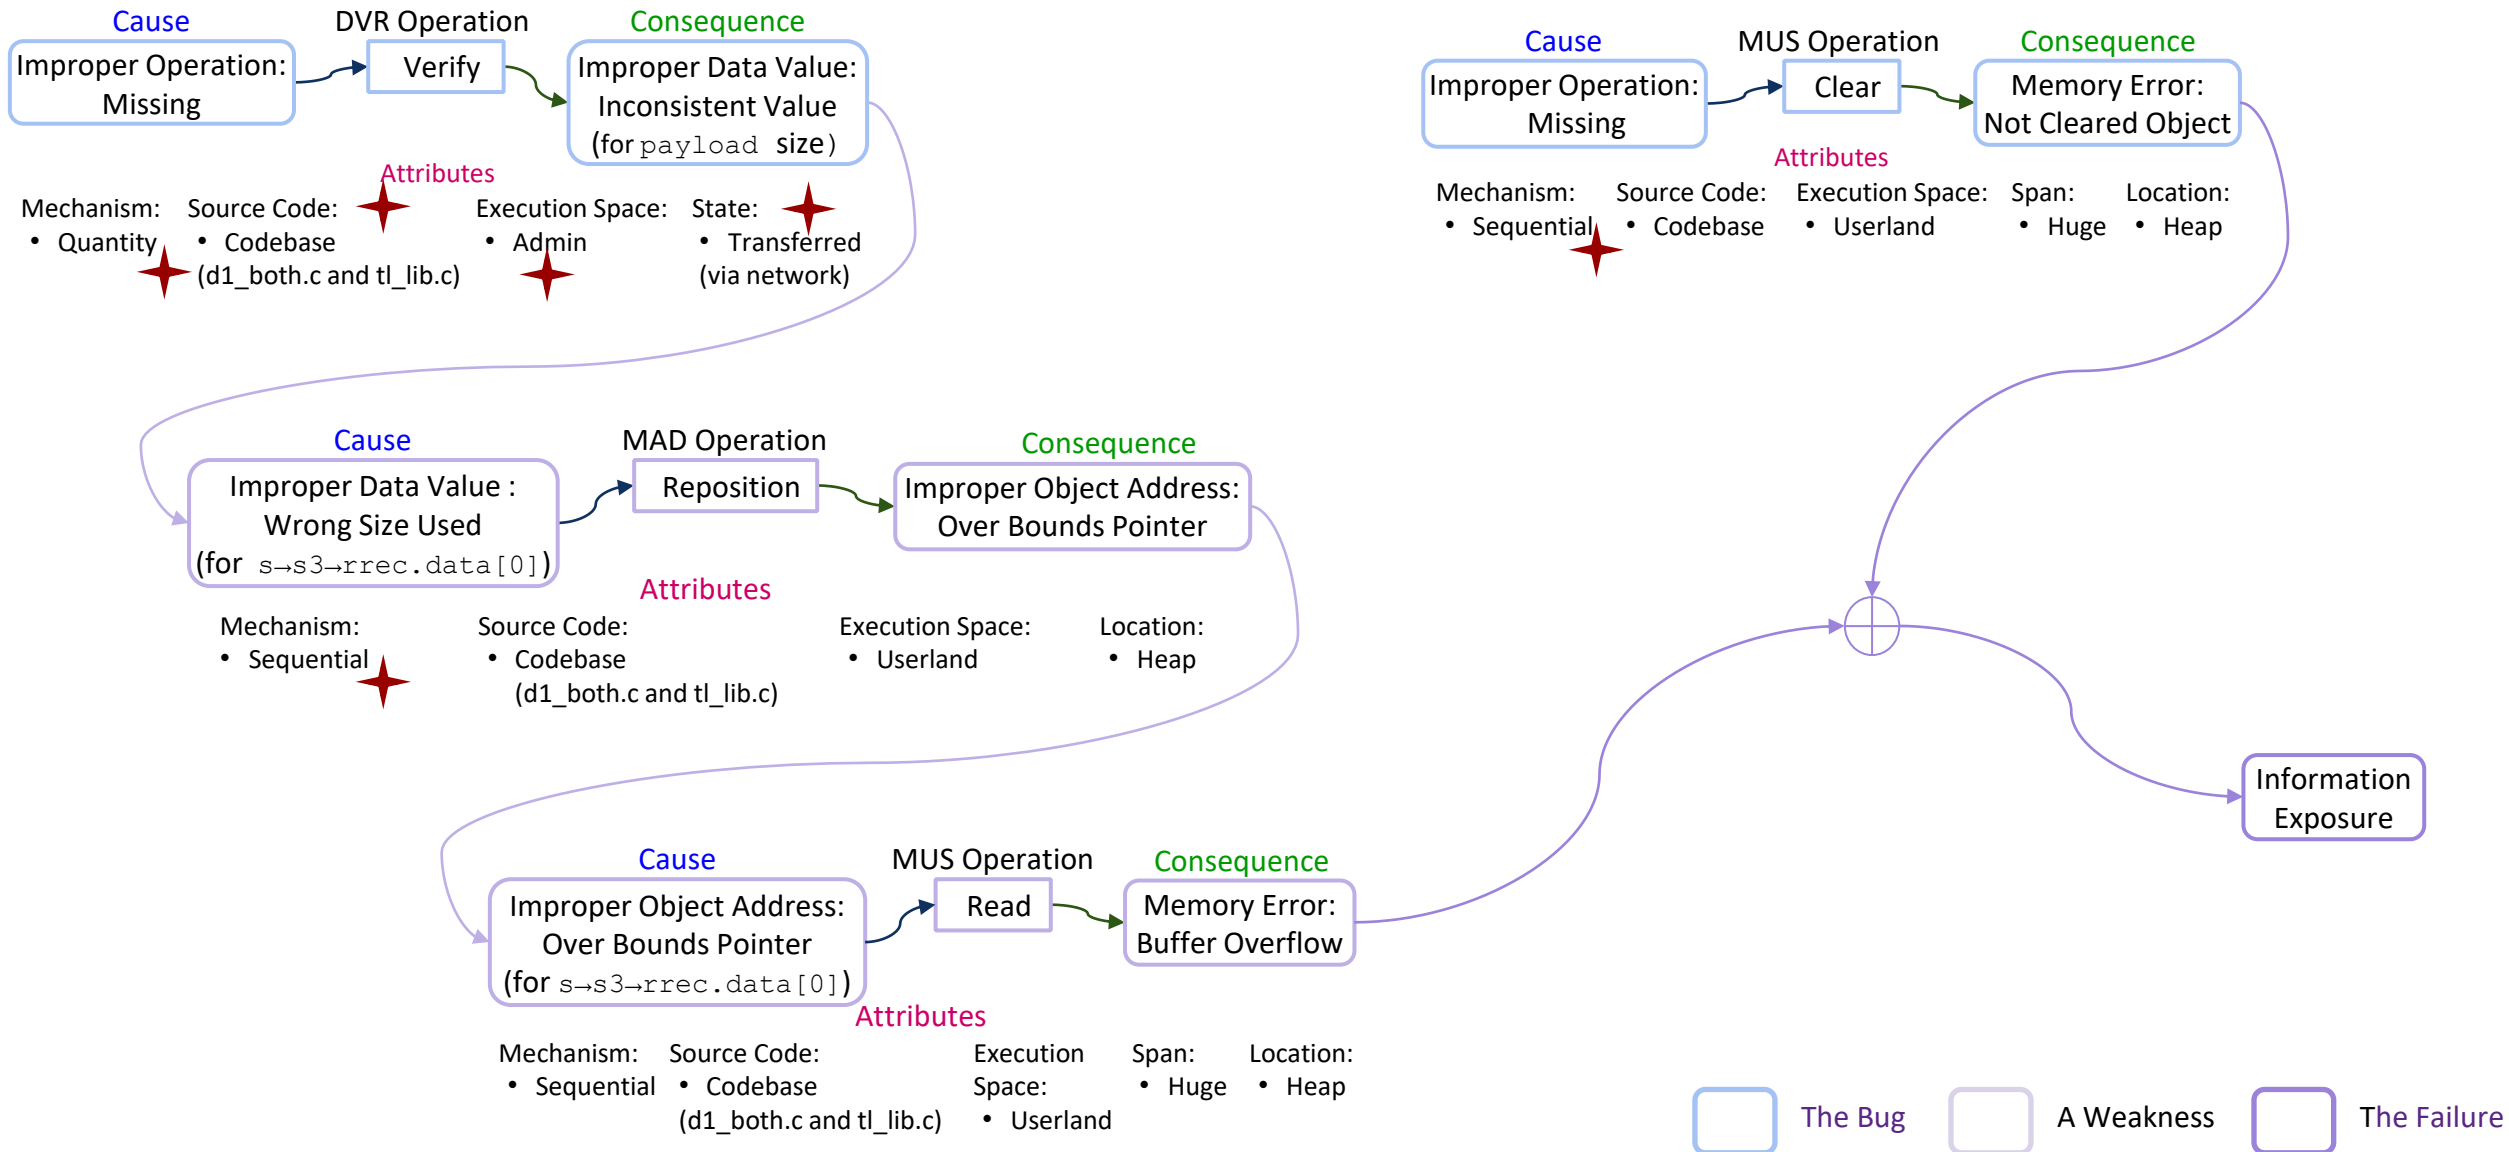 Cause
DVR Operation
Consequence
Improper Operation:
Missing
Verify
Improper Data Value:
Inconsistent Value
(for payload size)
Attributes
Mechanism:
• Quantity
Source Code:
• Codebase
(d1_both.c and tl_lib.c)
Execution Space:
• Admin
State:
• Transferred
(via network)
Cause
MUS Operation
Consequence
Improper Operation:
Missing
Clear
Memory Error:
Not Cleared Object
Attributes
Mechanism:
• Sequential
Source Code:
• Codebase
Execution Space:
• Userland
Span:
• Huge
Location:
• Heap
Cause
MAD Operation
Consequence
Improper Data Value :
Wrong Size Used
(for s→s3→rrec.data[0])
Reposition
Improper Object Address:
Over Bounds Pointer
Attributes
Mechanism:
• Sequential
Source Code:
• Codebase
(d1_both.c and tl_lib.c)
Execution Space:
• Userland
Location:
• Heap
Cause
MUS Operation
Consequence
Improper Object Address:
Over Bounds Pointer
(for s→s3→rrec.data[0])
Read
Memory Error:
Buffer Overflow
Attributes
Mechanism:
• Sequential
Source Code:
• Codebase
(d1_both.c and tl_lib.c)
Execution
Space:
• Userland
Span:
• Huge
Location:
• Heap
Information
Exposure
The Bug
A Weakness
The Failure